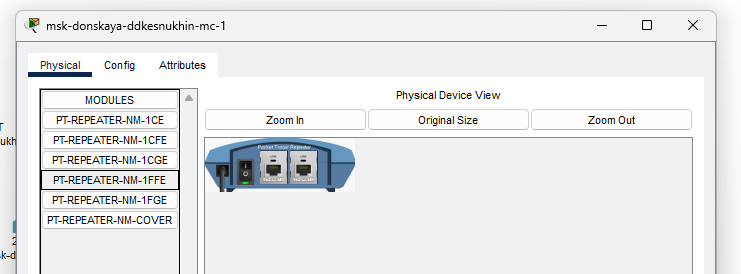 msk-donskaya-ddkesnukhin-mc-1
Physical Config Attributes
MODULES
PT-REPEATER-NM-1CE
PT-REPEATER-NM-1CFE
PT-REPEATER-NM-1CGE
PT-REPEATER-NM-1FFE
PT-REPEATER-NM-1FGE
PT-REPEATER-NM-COVER
Physical Device View
Zoom In Original Size Zoom Out
Packet Tracer Repeater